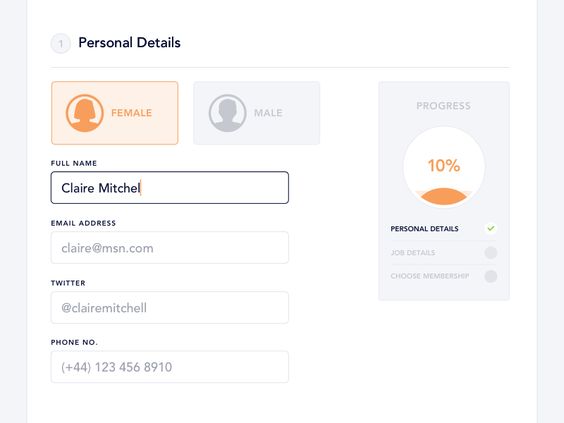 1 Personal Details
FEMALE
MALE
FULL NAME
Claire Mitchel
EMAIL ADDRESS
claire@msn.com
TWITTER
@clairemitchell
PHONE NO.
(+44) 123 456 8910
PROGRESS
10%
PERSONAL DETAILS
JOB DETAILS
CHOOSE MEMBERSHIP